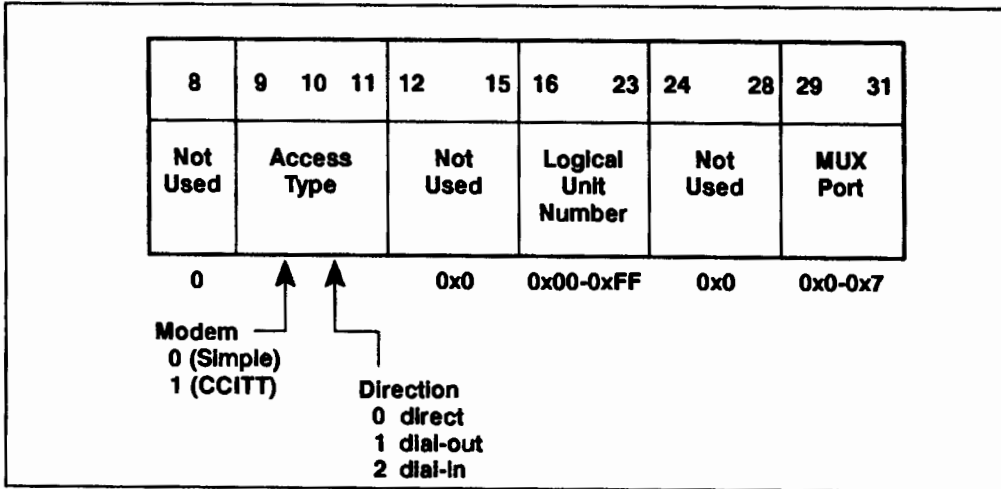 8 9 10 11 12 15 16 23 24 28 29 31
Not Used Access Type Not Used Logical Unit Number Not Used MUX Port
0 0x0 0x00-0xFF 0x0 0x0-0x7
Modem
0 (Simple)
1 (CCITT)
Direction
0 direct
1 dial-out
2 dial-in